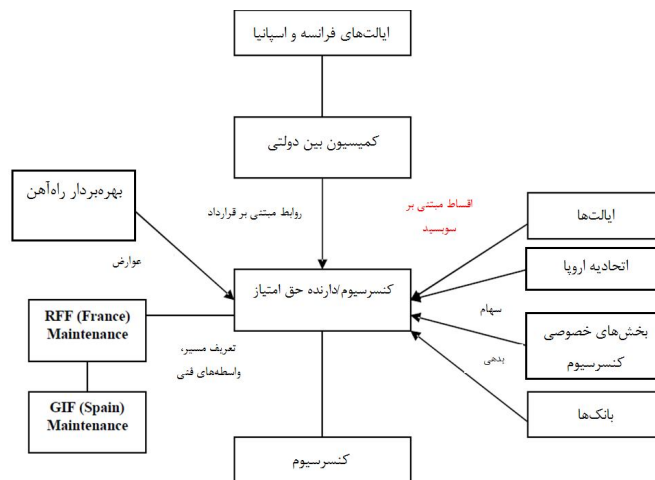 ایالت‌های فرانسه و اسپانیا
کمیسیون بین دولتی
بهره‌بردار راه‌آهن
روابط مبتنی بر قرارداد
اقساط مبتنی بر
سوبسید
ایالت‌ها
عوارض
اتحادیه اروپا
کنسرسیوم/دارنده حق امتیاز
سهام
RFF (France)
Maintenance
تعریف مسیر،
واسطه‌های فنی
بخش‌های خصوصی
کنسرسیوم
بدهی
GIF (Spain)
Maintenance
بانک‌ها
کنسرسیوم